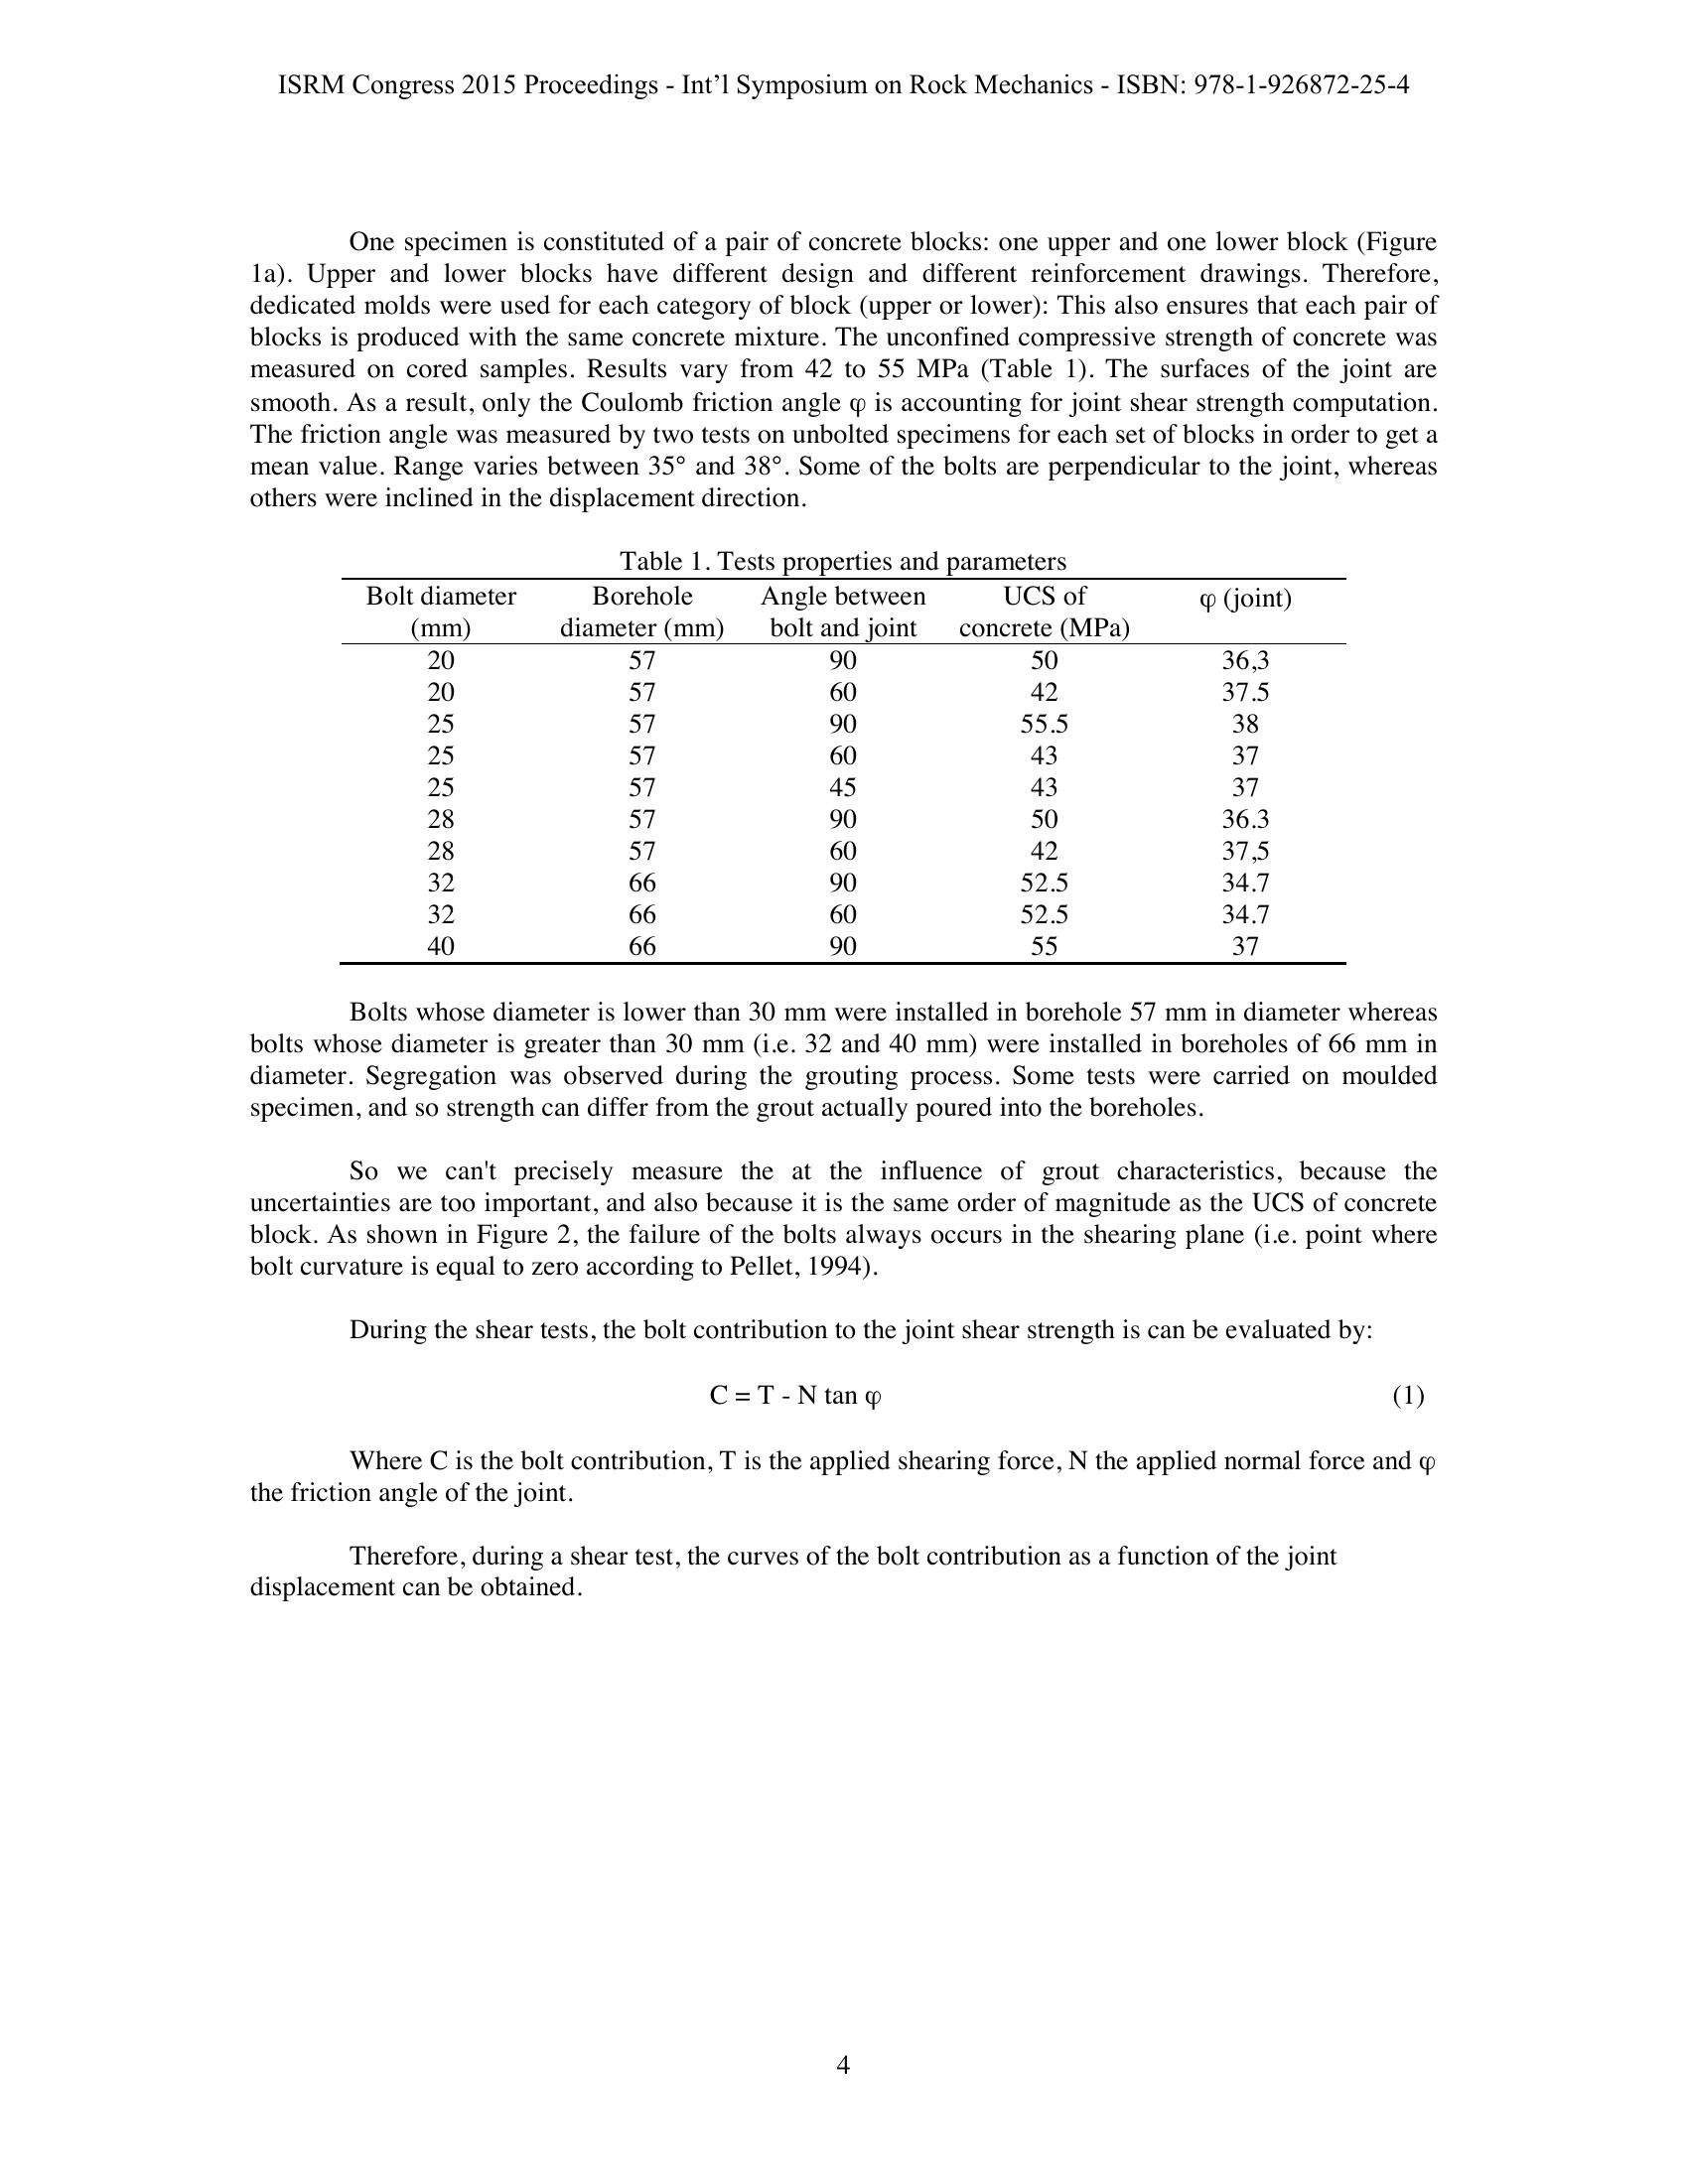 ISRM Congress 2015 Proceedings - Int’l Symposium on Rock Mechanics - ISBN: 978-1-926872-25-4
One specimen is constituted of a pair of concrete blocks: one upper and one lower block (Figure
1a). Upper and lower blocks have different design and different reinforcement drawings. Therefore,
dedicated molds were used for each category of block (upper or lower): This also ensures that each pair of
blocks is produced with the same concrete mixture. The unconfined compressive strength of concrete was
measured on cored samples. Results vary from 42 to 55 MPa (Table 1). The surfaces of the joint are
smooth. As a result, only the Coulomb friction angle φ is accounting for joint shear strength computation.
The friction angle was measured by two tests on unbolted specimens for each set of blocks in order to get a
mean value. Range varies between 35° and 38°. Some of the bolts are perpendicular to the joint, whereas
others were inclined in the displacement direction.
Table 1. Tests properties and parameters
Bolt diameter Borehole Angle between UCS of φ (joint)
(mm) diameter (mm) bolt and joint concrete (MPa)
20 57 90 50 36,3
20 57 60 42 37.5
25 57 90 55.5 38
25 57 60 43 37
25 57 45 43 37
28 57 90 50 36.3
28 57 60 42 37,5
32 66 90 52.5 34.7
32 66 60 52.5 34.7
40 66 90 55 37
Bolts whose diameter is lower than 30 mm were installed in borehole 57 mm in diameter whereas
bolts whose diameter is greater than 30 mm (i.e. 32 and 40 mm) were installed in boreholes of 66 mm in
diameter. Segregation was observed during the grouting process. Some tests were carried on moulded
specimen, and so strength can differ from the grout actually poured into the boreholes.
So we can't precisely measure the at the influence of grout characteristics, because the
uncertainties are too important, and also because it is the same order of magnitude as the UCS of concrete
block. As shown in Figure 2, the failure of the bolts always occurs in the shearing plane (i.e. point where
bolt curvature is equal to zero according to Pellet, 1994).
During the shear tests, the bolt contribution to the joint shear strength is can be evaluated by:
C = T - N tan φ (1)
Where C is the bolt contribution, T is the applied shearing force, N the applied normal force and φ
the friction angle of the joint.
Therefore, during a shear test, the curves of the bolt contribution as a function of the joint
displacement can be obtained.
4